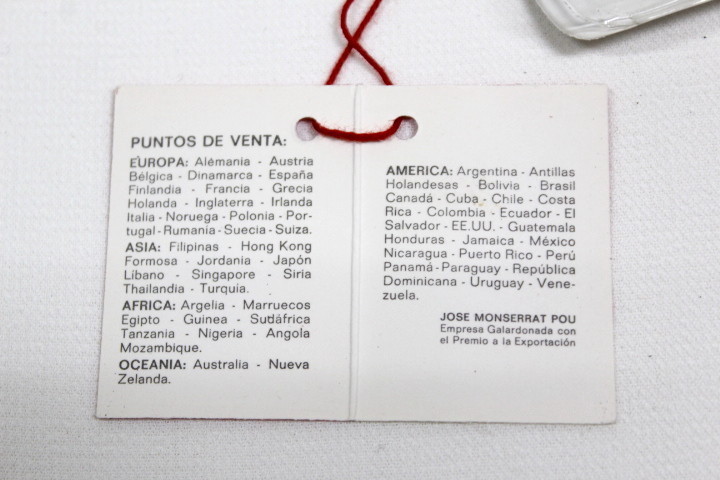 PUNTOS DE VENTA:
EUROPA: Alémania - Austria
Bélgica - Dinamarca - España
Finlandia - Francia - Grecia
Holanda - Inglaterra - Irlanda
Italia - Noruega - Polonia - Por-
tugal - Rumania - Suecia - Suiza.
ASIA: Filipinas - Hong Kong
Formosa - Jordania - Japón
Líbano - Singapore - Siria
Thailandia - Turquía.
AFRICA: Argelia - Marruecos
Egipto - Guinea - Sudáfrica
Tanzania - Nigeria - Angola
Mozambique.
OCEANIA: Australia - Nueva
Zelanda.
AMERICA: Argentina - Antillas
Holandesas - Bolivia - Brasil
Canadá - Cuba - Chile - Costa
Rica - Colombia - Ecuador - El
Salvador - EE.UU. - Guatemala
Honduras - Jamaica - México
Nicaragua - Puerto Rico - Perú
Panamá - Paraguay - República
Dominicana - Uruguay - Vene-
zuela.
JOSE MONSERRAT POU
Empresa Galardonada con
el Premio a la Exportación